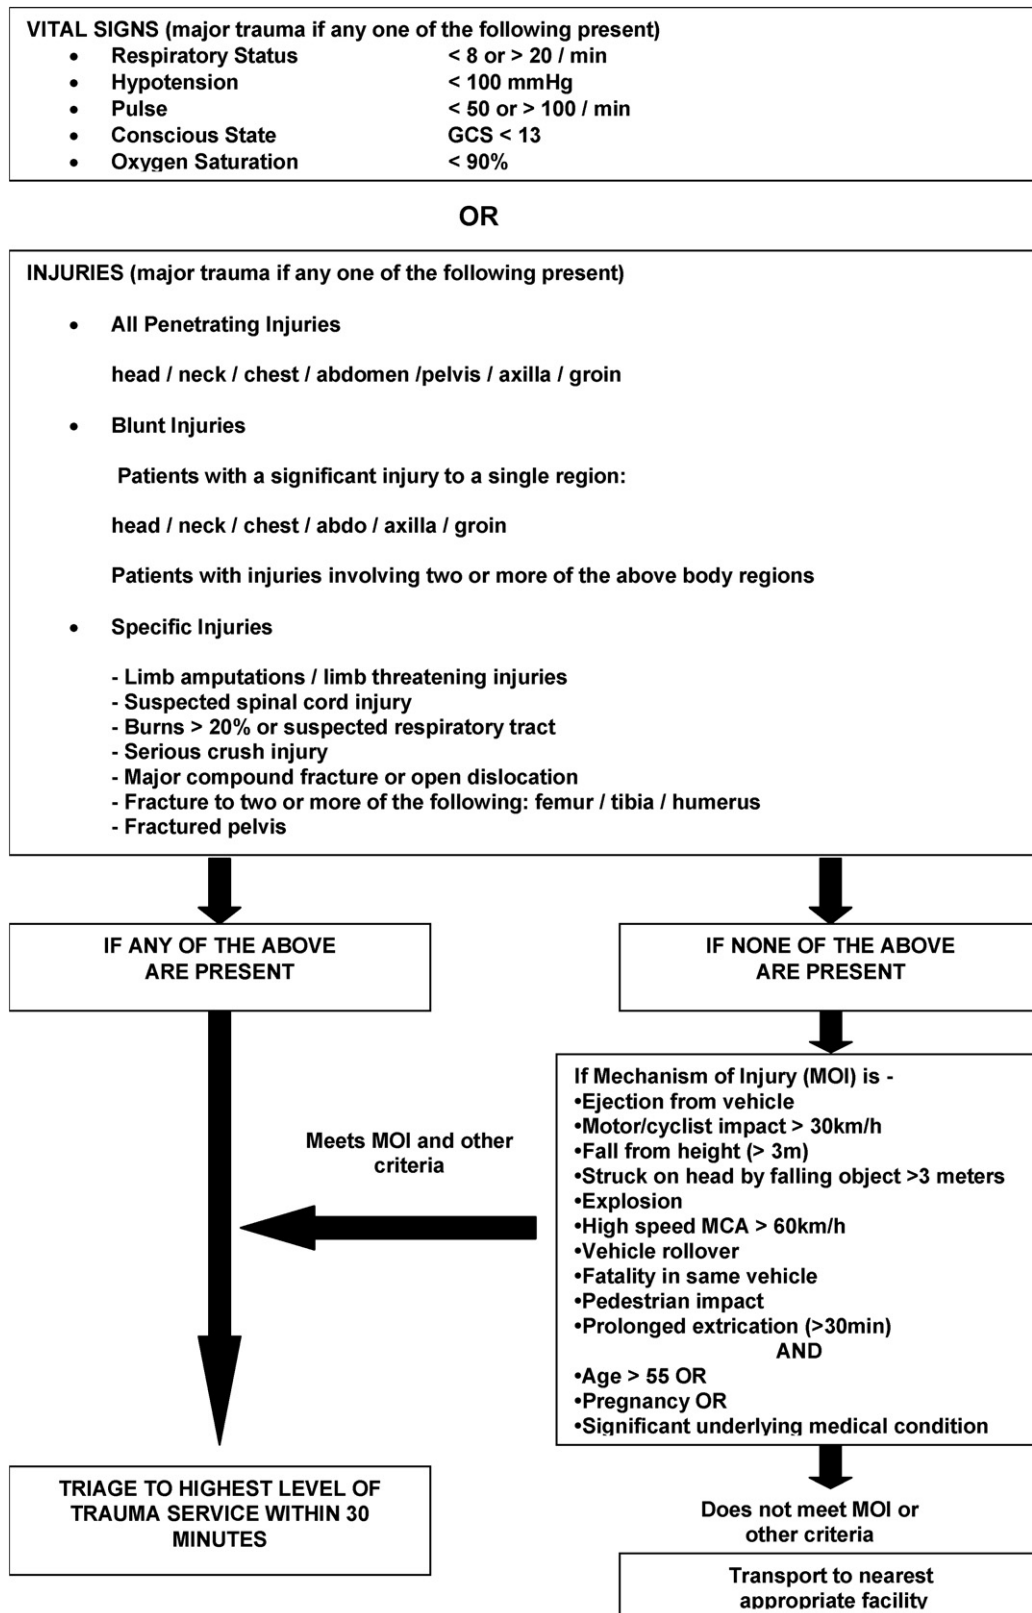 VITAL SIGNS (major trauma if any one of the following present)
• Respiratory Status < 8 or > 20 / min
• Hypotension < 100 mmHg
• Pulse < 50 or > 100 / min
• Conscious State GCS < 13
• Oxygen Saturation < 90%
OR
INJURIES (major trauma if any one of the following present)
• All Penetrating Injuries
head / neck / chest / abdomen /pelvis / axilla / groin
• Blunt Injuries
Patients with a significant injury to a single region:
head / neck / chest / abdo / axilla / groin
Patients with injuries involving two or more of the above body regions
• Specific Injuries
- Limb amputations / limb threatening injuries
- Suspected spinal cord injury
- Burns > 20% or suspected respiratory tract
- Serious crush injury
- Major compound fracture or open dislocation
- Fracture to two or more of the following: femur / tibia / humerus
- Fractured pelvis
IF ANY OF THE ABOVE
ARE PRESENT
IF NONE OF THE ABOVE
ARE PRESENT
If Mechanism of Injury (MOI) is -
•Ejection from vehicle
•Motor/cyclist impact > 30km/h
•Fall from height (> 3m)
•Struck on head by falling object >3 meters
•Explosion
•High speed MCA > 60km/h
•Vehicle rollover
•Fatality in same vehicle
•Pedestrian impact
•Prolonged extrication (>30min)
AND
•Age > 55 OR
•Pregnancy OR
•Significant underlying medical condition
Meets MOI and other
criteria
TRIAGE TO HIGHEST LEVEL OF
TRAUMA SERVICE WITHIN 30
MINUTES
Does not meet MOI or
other criteria
Transport to nearest
appropriate facility